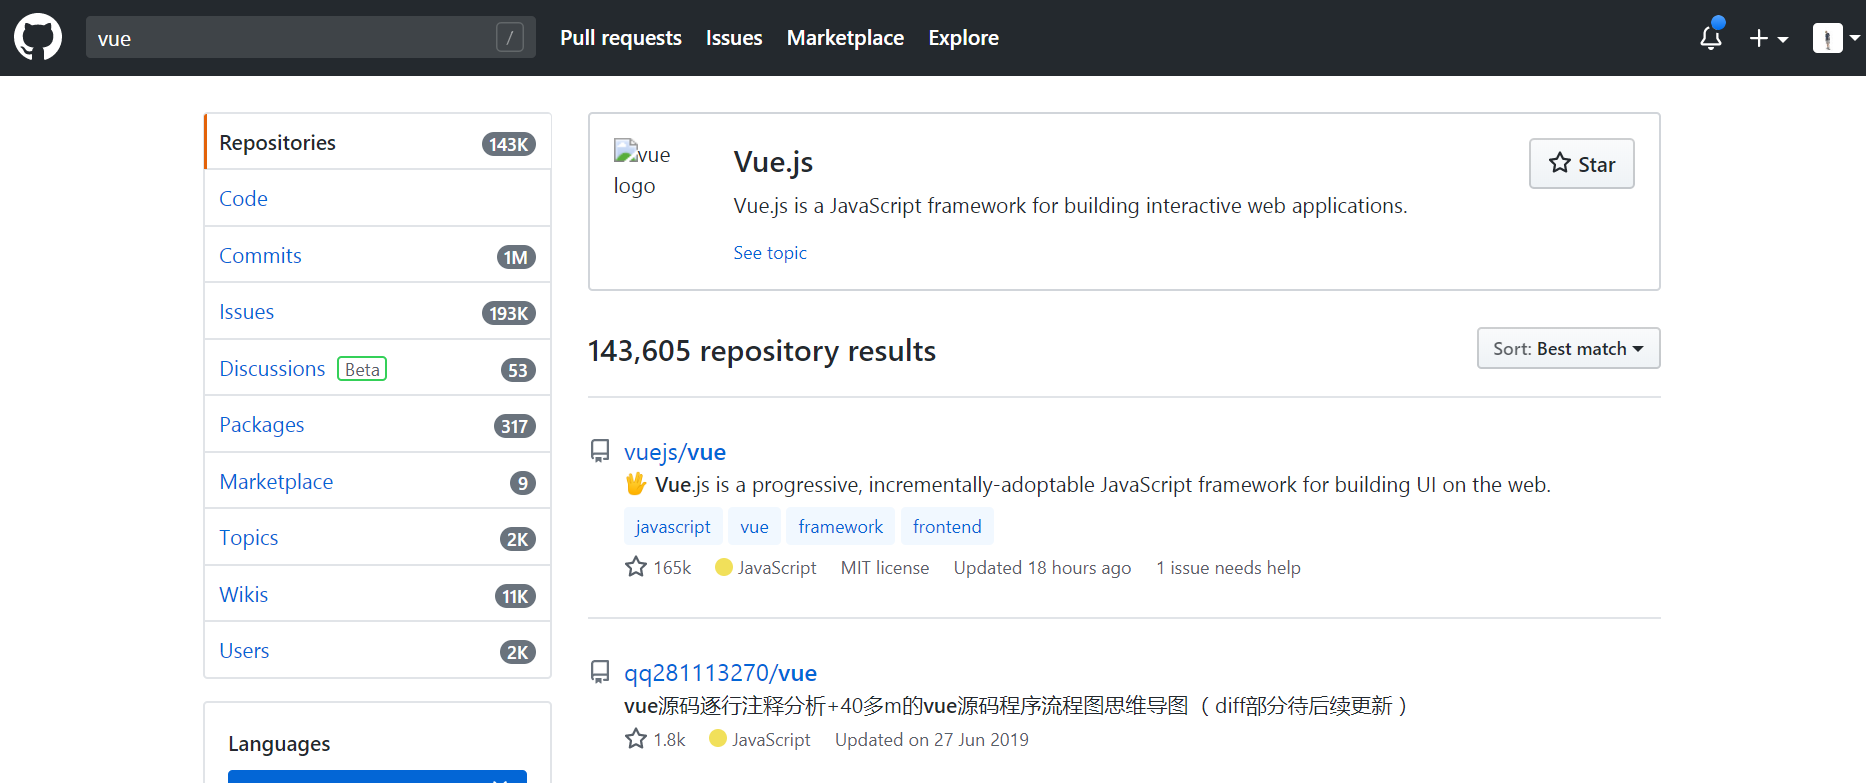 vue /
Pull requests Issues Marketplace Explore
Repositories 143K
Code
Commits 1M
Issues 193K
Discussions Beta 53
Packages 317
Marketplace 9
Topics 2K
Wikis 11K
Users 2K
Languages
vue
logo
Vue.js
Star
Vue.js is a JavaScript framework for building interactive web applications.
See topic
143,605 repository results
Sort: Best match
vuejs/vue
🖖 Vue.js is a progressive, incrementally-adoptable JavaScript framework for building UI on the web.
javascript vue framework frontend
165k JavaScript MIT license Updated 18 hours ago 1 issue needs help
qq281113270/vue
vue源码逐行注释分析+40多m的vue源码程序流程图思维导图 （diff部分待后续更新）
1.8k JavaScript Updated on 27 Jun 2019